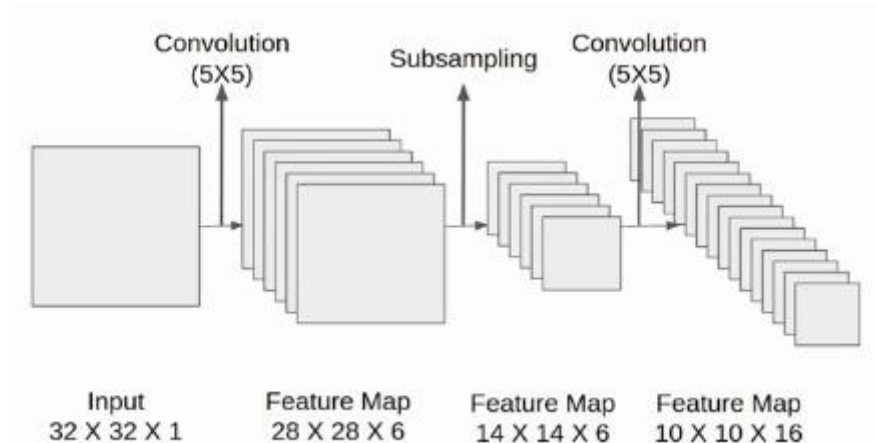 Convolution
(5X5)
Subsampling
Convolution
(5X5)
Input
32 X 32 X 1
Feature Map
28 X 28 X 6
Feature Map
14 X 14 X 6
Feature Map
10 X 10 X 16